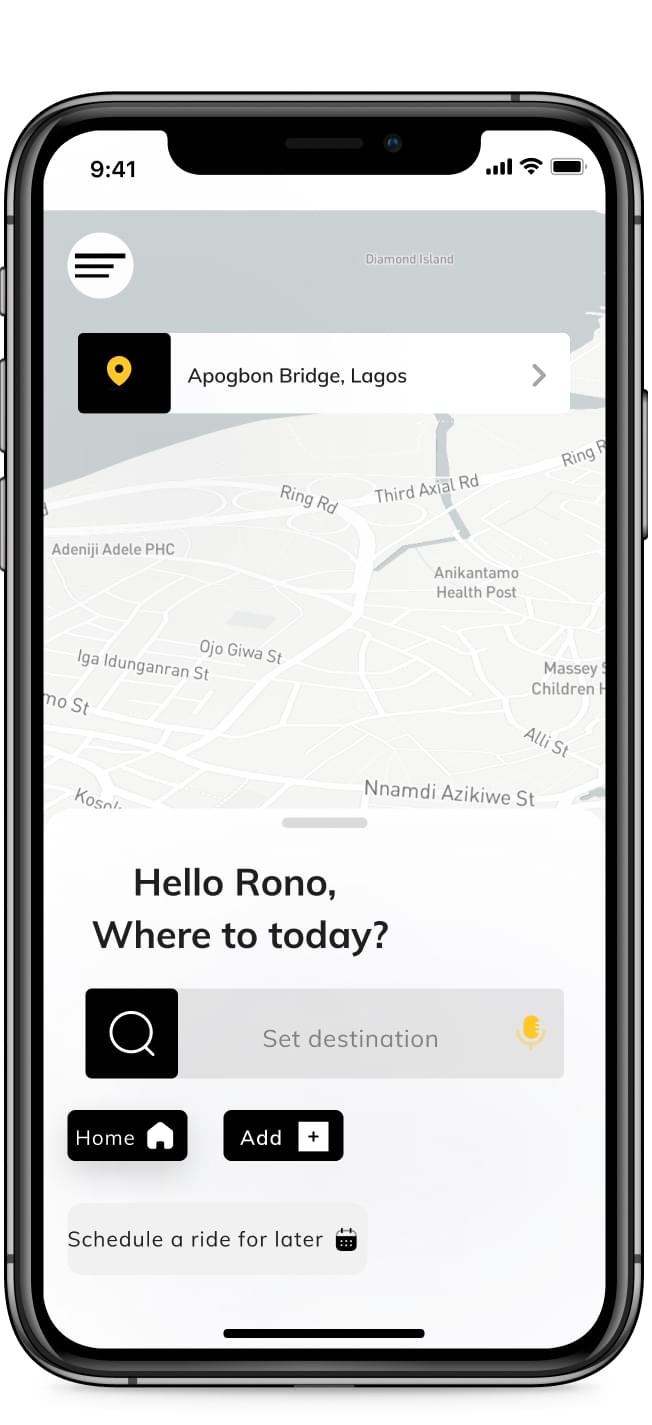 9:41
Diamond Island
Apogbon Bridge, Lagos
Ring R
Ring Rd
Third Axial Rd
Adeniji Adele PHC
Anikantamo
Health Post
Ojo Giwa St
Iga Idunganran St
Massey S
Children H
mo St
Alli St
Nnamdi Azikiwe St
Hello Rono,
Where to today?
Set destination
Home
Add +
Schedule a ride for later